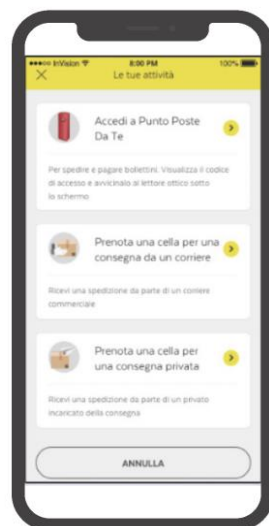 InVision 8:00 PM 100%
Le tue attività
Accedi a Punto Poste
Da Te
Per spedire e pagare bollettini. Visualizza il codice
di accesso e avvicinalo al lettore ottico sotto
lo schermo
Prenota una cella per una
consegna da un corriere
Ricevi una spedizione da parte di un corriere
commerciale
Prenota una cella per
una consegna privata
Ricevi una spedizione da parte di un privato
incaricato della consegna
ANNULLA